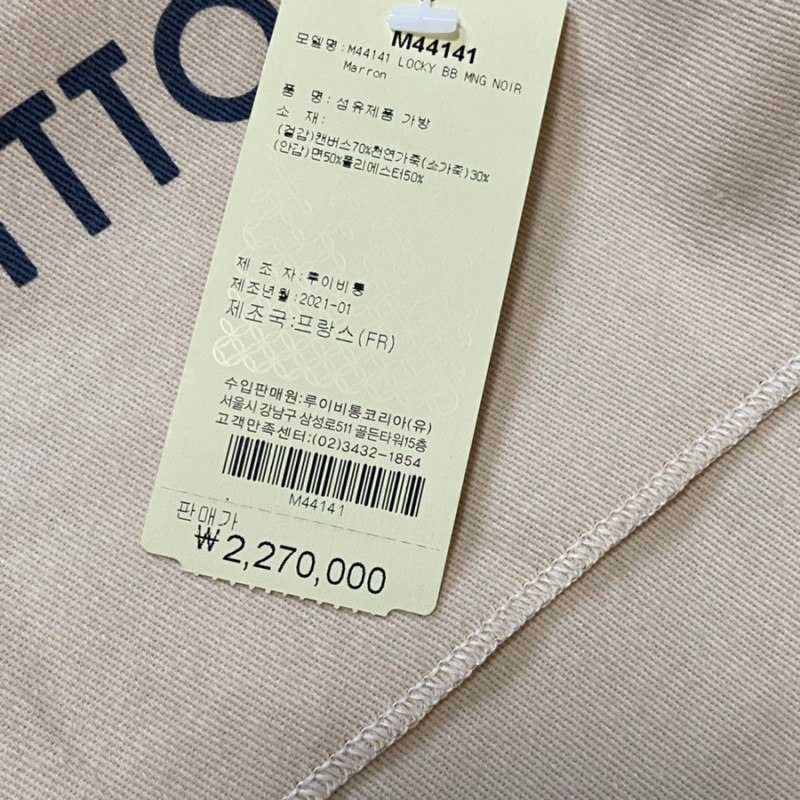 TTO
M44141
모델명:M44141 LOCKY BB MNG NOIR
Marron
품 명:섬유제품 가방
소 재:
(겉감)캔버스70%천연가죽(소가죽)30%
(안감)면50%폴리에스터50%
제 조 자:루이비통
제조년월:2021-01
제조국:프랑스(FR)
수입판매원:루이비통코리아(유)
서울시 강남구 삼성로511 골든타워15층
고객만족센터:(02)3432-1854
M44141
판매가
₩2,270,000